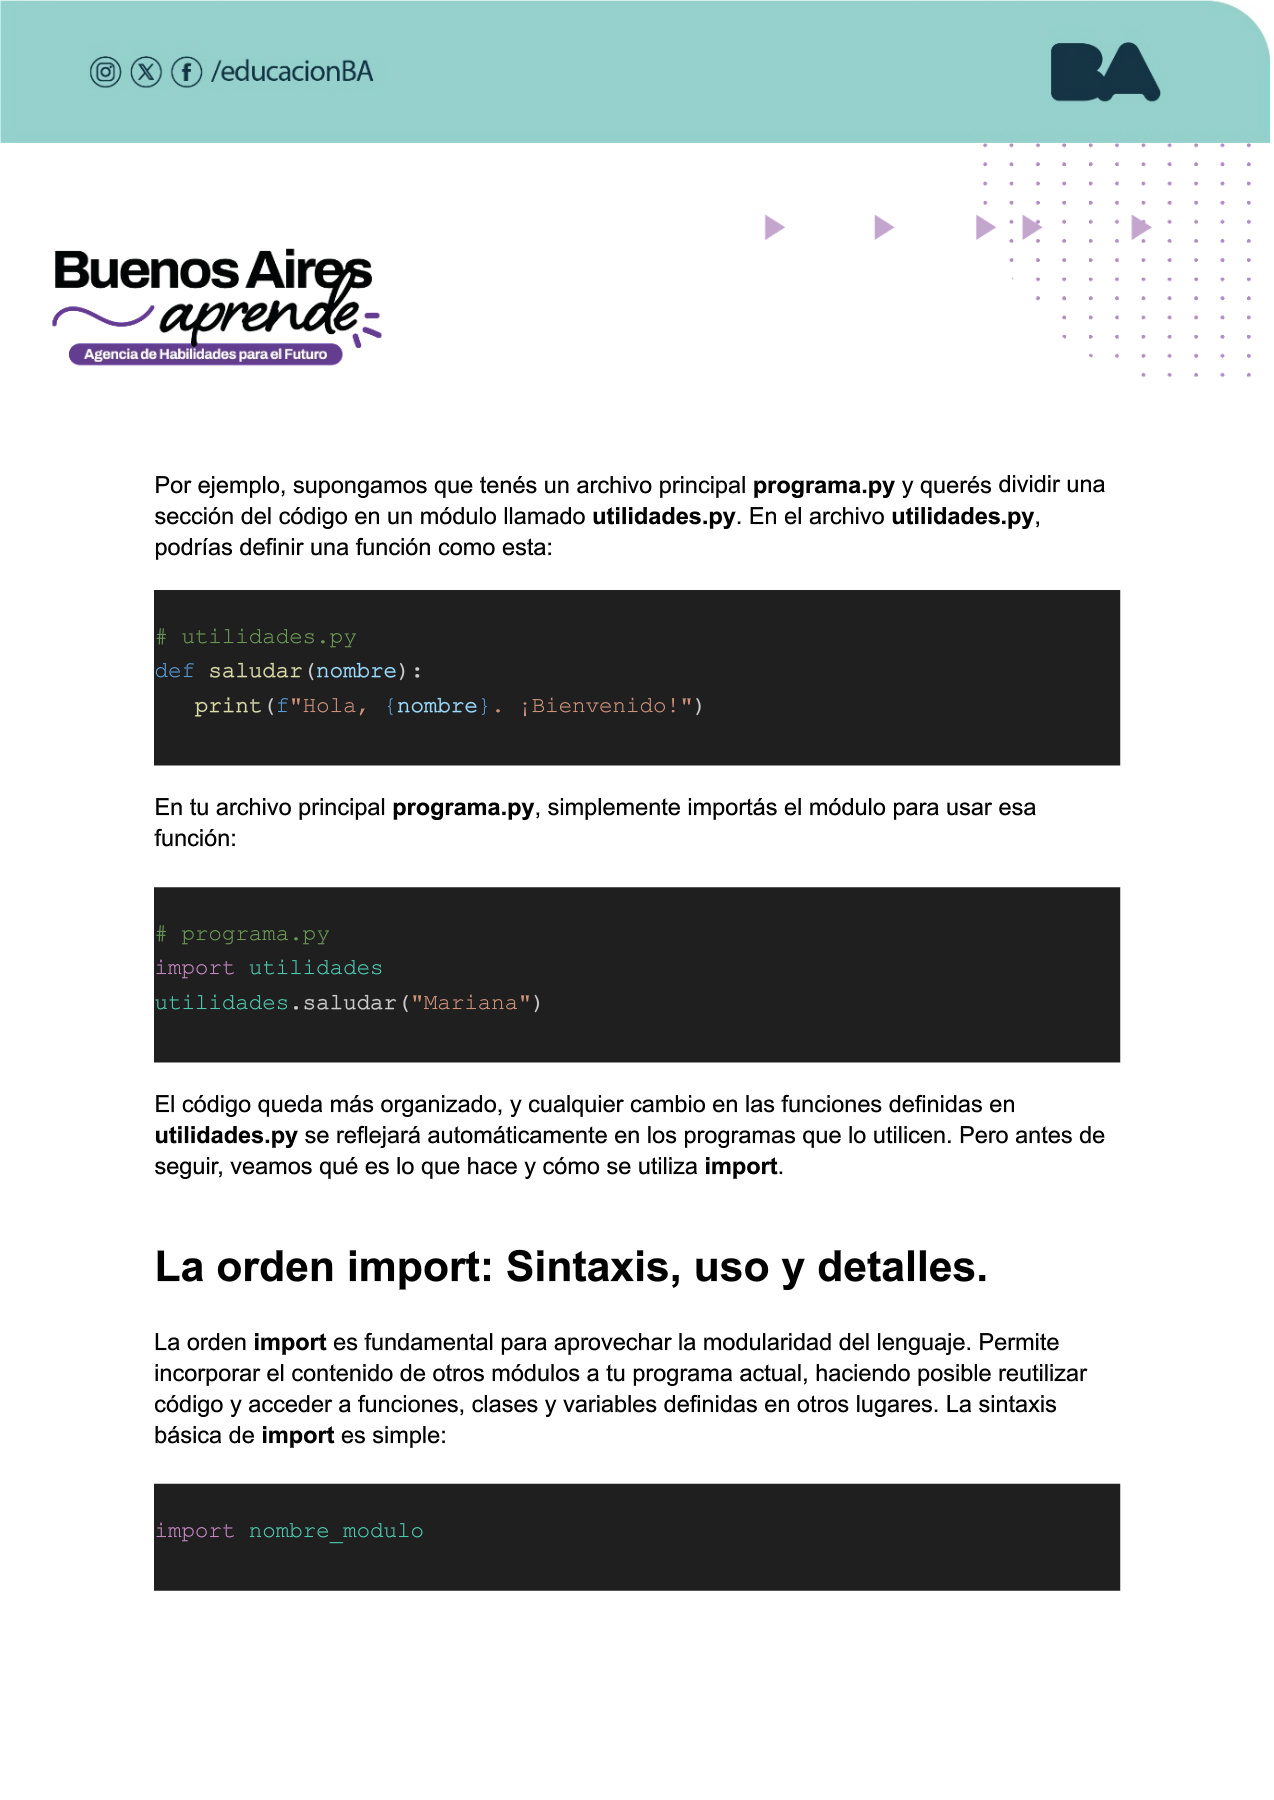 /educacionBA
BA
Buenos Aires
aprende
Agencia de Habilidades para el Futuro
Por ejemplo, supongamos que tenés un archivo principal programa.py y querés dividir una
sección del código en un módulo llamado utilidades.py. En el archivo utilidades.py,
podrías definir una función como esta:
# utilidades.py
def saludar(nombre):
   print(f"Hola, {nombre}. ¡Bienvenido!")
En tu archivo principal programa.py, simplemente importás el módulo para usar esa
función:
# programa.py
import utilidades
utilidades.saludar("Mariana")
El código queda más organizado, y cualquier cambio en las funciones definidas en
utilidades.py se reflejará automáticamente en los programas que lo utilicen. Pero antes de
seguir, veamos qué es lo que hace y cómo se utiliza import.
La orden import: Sintaxis, uso y detalles.
La orden import es fundamental para aprovechar la modularidad del lenguaje. Permite
incorporar el contenido de otros módulos a tu programa actual, haciendo posible reutilizar
código y acceder a funciones, clases y variables definidas en otros lugares. La sintaxis
básica de import es simple:
import nombre_modulo